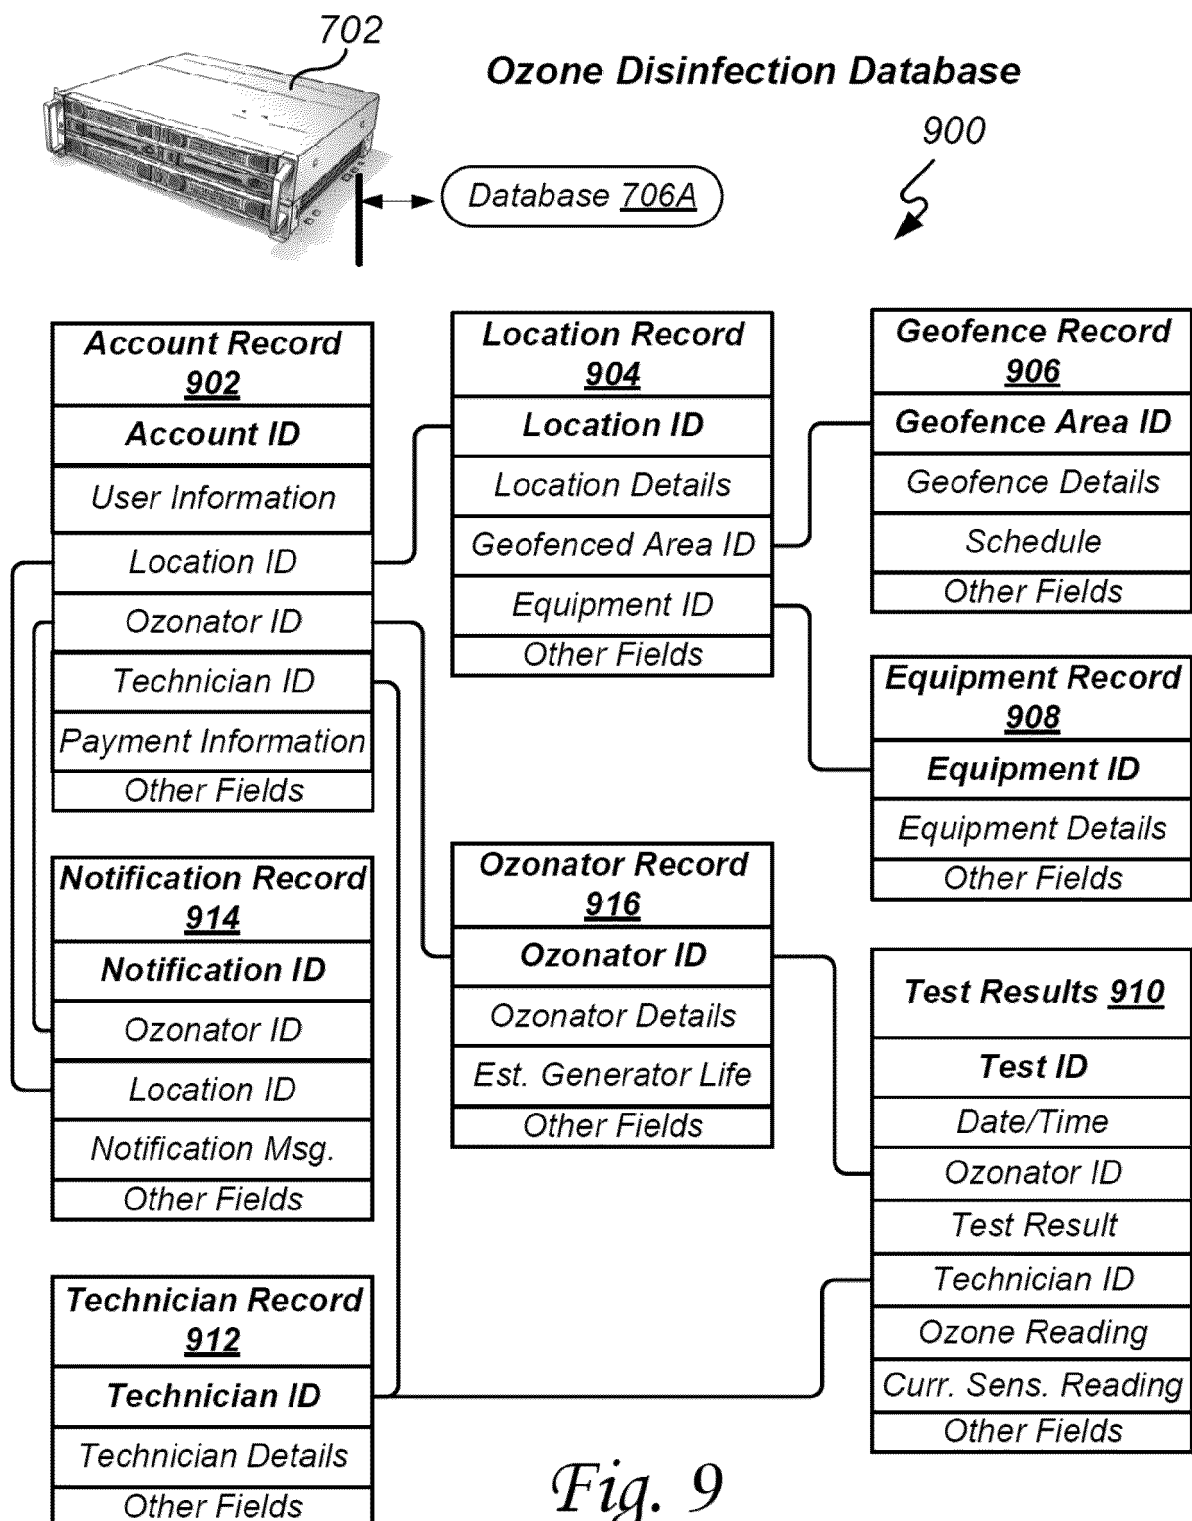 702
Ozone Disinfection Database
900
Database 706A
Account Record
902
Account ID
User Information
Location ID
Ozonator ID
Technician ID
Payment Information
Other Fields
Location Record
904
Location ID
Location Details
Geofenced Area ID
Equipment ID
Other Fields
Geofence Record
906
Geofence Area ID
Geofence Details
Schedule
Other Fields
Equipment Record
908
Equipment ID
Equipment Details
Other Fields
Notification Record
914
Notification ID
Ozonator ID
Location ID
Notification Msg.
Other Fields
Ozonator Record
916
Ozonator ID
Ozonator Details
Est. Generator Life
Other Fields
Test Results 910
Test ID
Date/Time
Ozonator ID
Test Result
Technician ID
Ozone Reading
Curr. Sens. Reading
Other Fields
Technician Record
912
Technician ID
Technician Details
Other Fields
Fig. 9